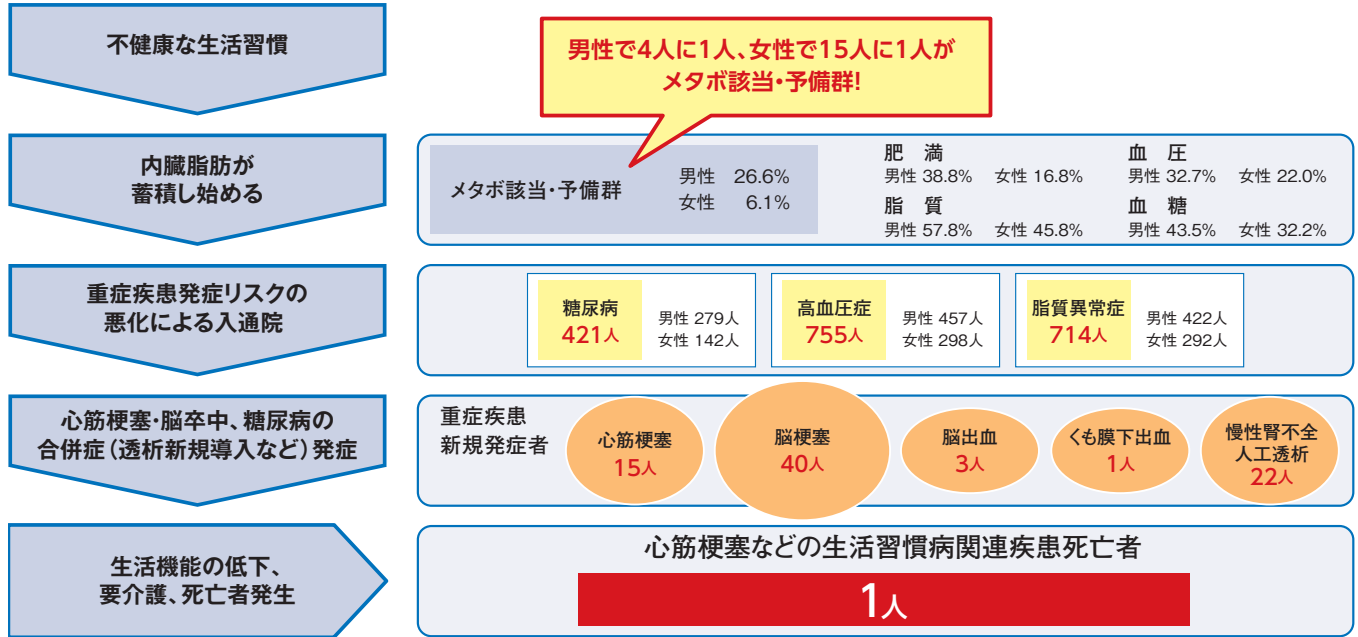 不健康な生活習慣
男性で4人に1人、女性で15人に1人が
メタボ該当・予備群!
内臓脂肪が
蓄積し始める
メタボ該当・予備群
男性 26.6%
女性 6.1%
肥 満
男性 38.8% 女性 16.8%
血 圧
男性 32.7% 女性 22.0%
脂 質
男性 57.8% 女性 45.8%
血 糖
男性 43.5% 女性 32.2%
重症疾患発症リスクの
悪化による入通院
糖尿病
421人
男性 279人
女性 142人
高血圧症
755人
男性 457人
女性 298人
脂質異常症
714人
男性 422人
女性 292人
心筋梗塞・脳卒中、糖尿病の
合併症(透析新規導入など)発症
重症疾患
新規発症者
心筋梗塞
15人
脳梗塞
40人
脳出血
3人
くも膜下出血
1人
慢性腎不全
人工透析
22人
生活機能の低下、
要介護、死亡者発生
心筋梗塞などの生活習慣病関連疾患死亡者
1人